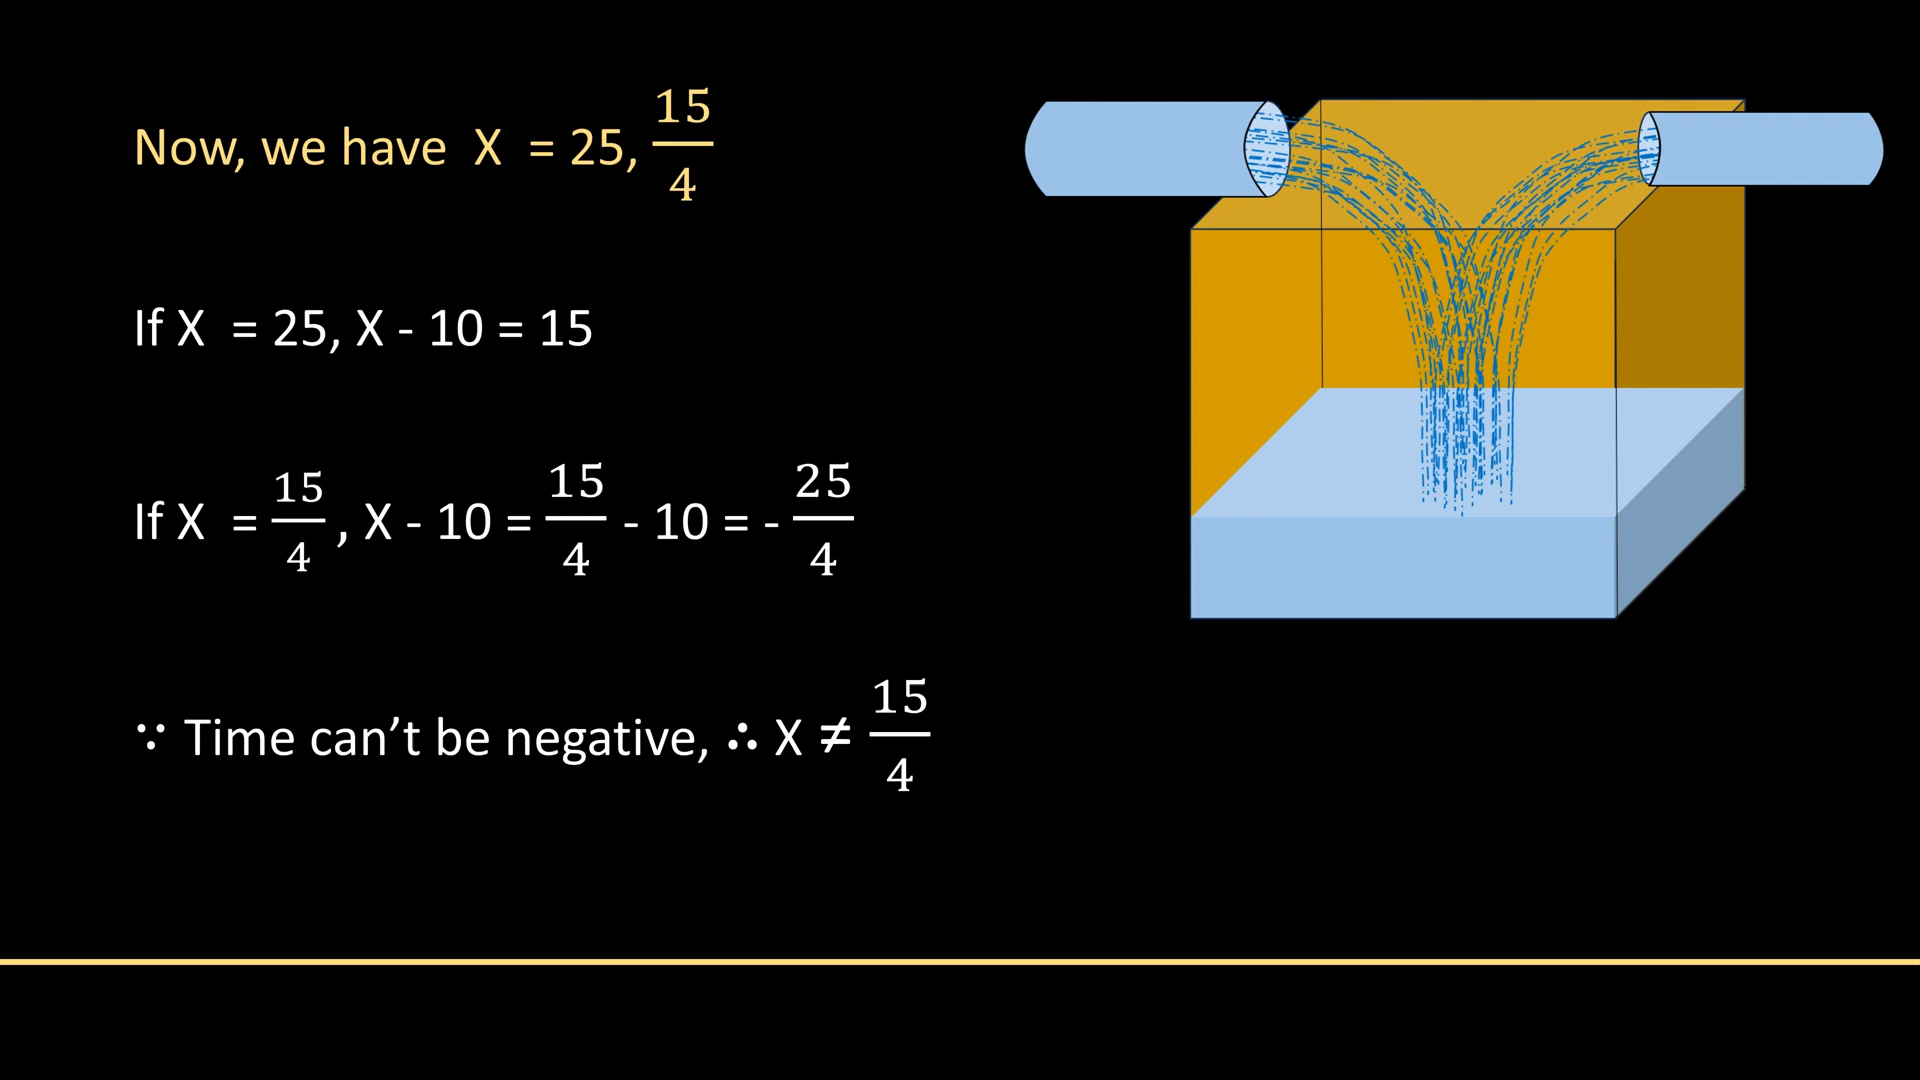 Now, we have X = 25, 15/4
If X = 25, X - 10 = 15
If X = 15/4 , X - 10 = 15/4 - 10 = - 25/4
∵ Time can’t be negative, ∴ X ≠ 15/4